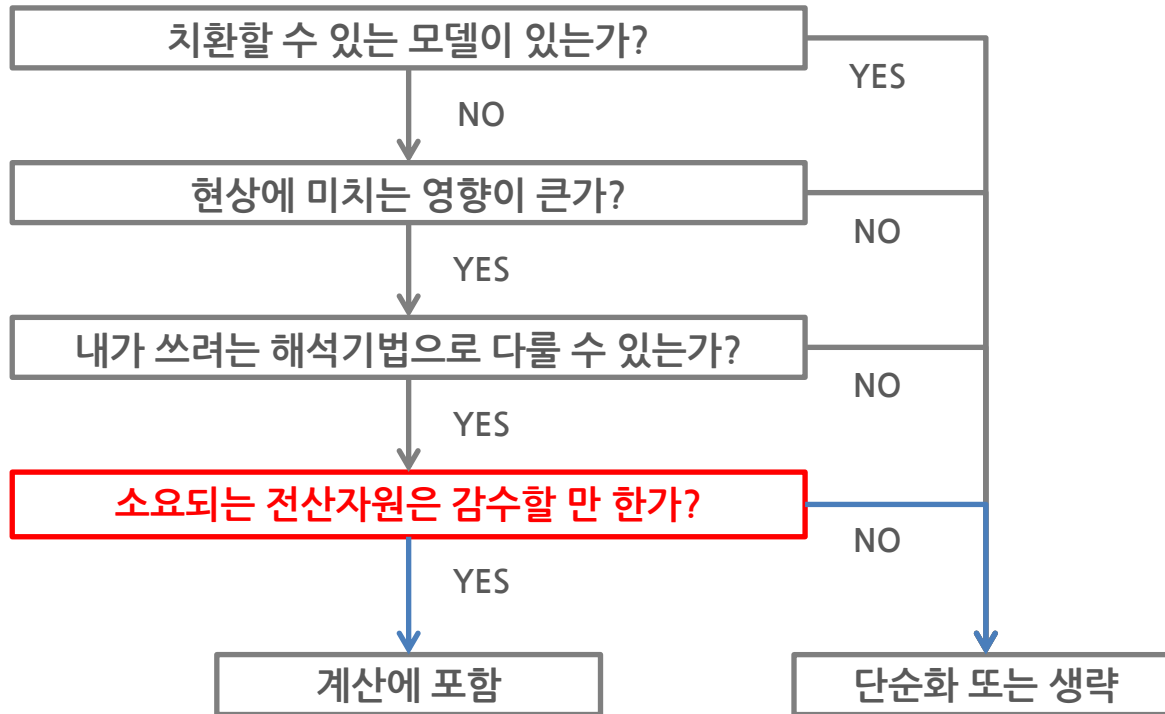 치환할 수 있는 모델이 있는가?
YES
NO
현상에 미치는 영향이 큰가?
NO
YES
내가 쓰려는 해석기법으로 다룰 수 있는가?
NO
YES
소요되는 전산자원은 감수할 만 한가?
NO
YES
계산에 포함
단순화 또는 생략